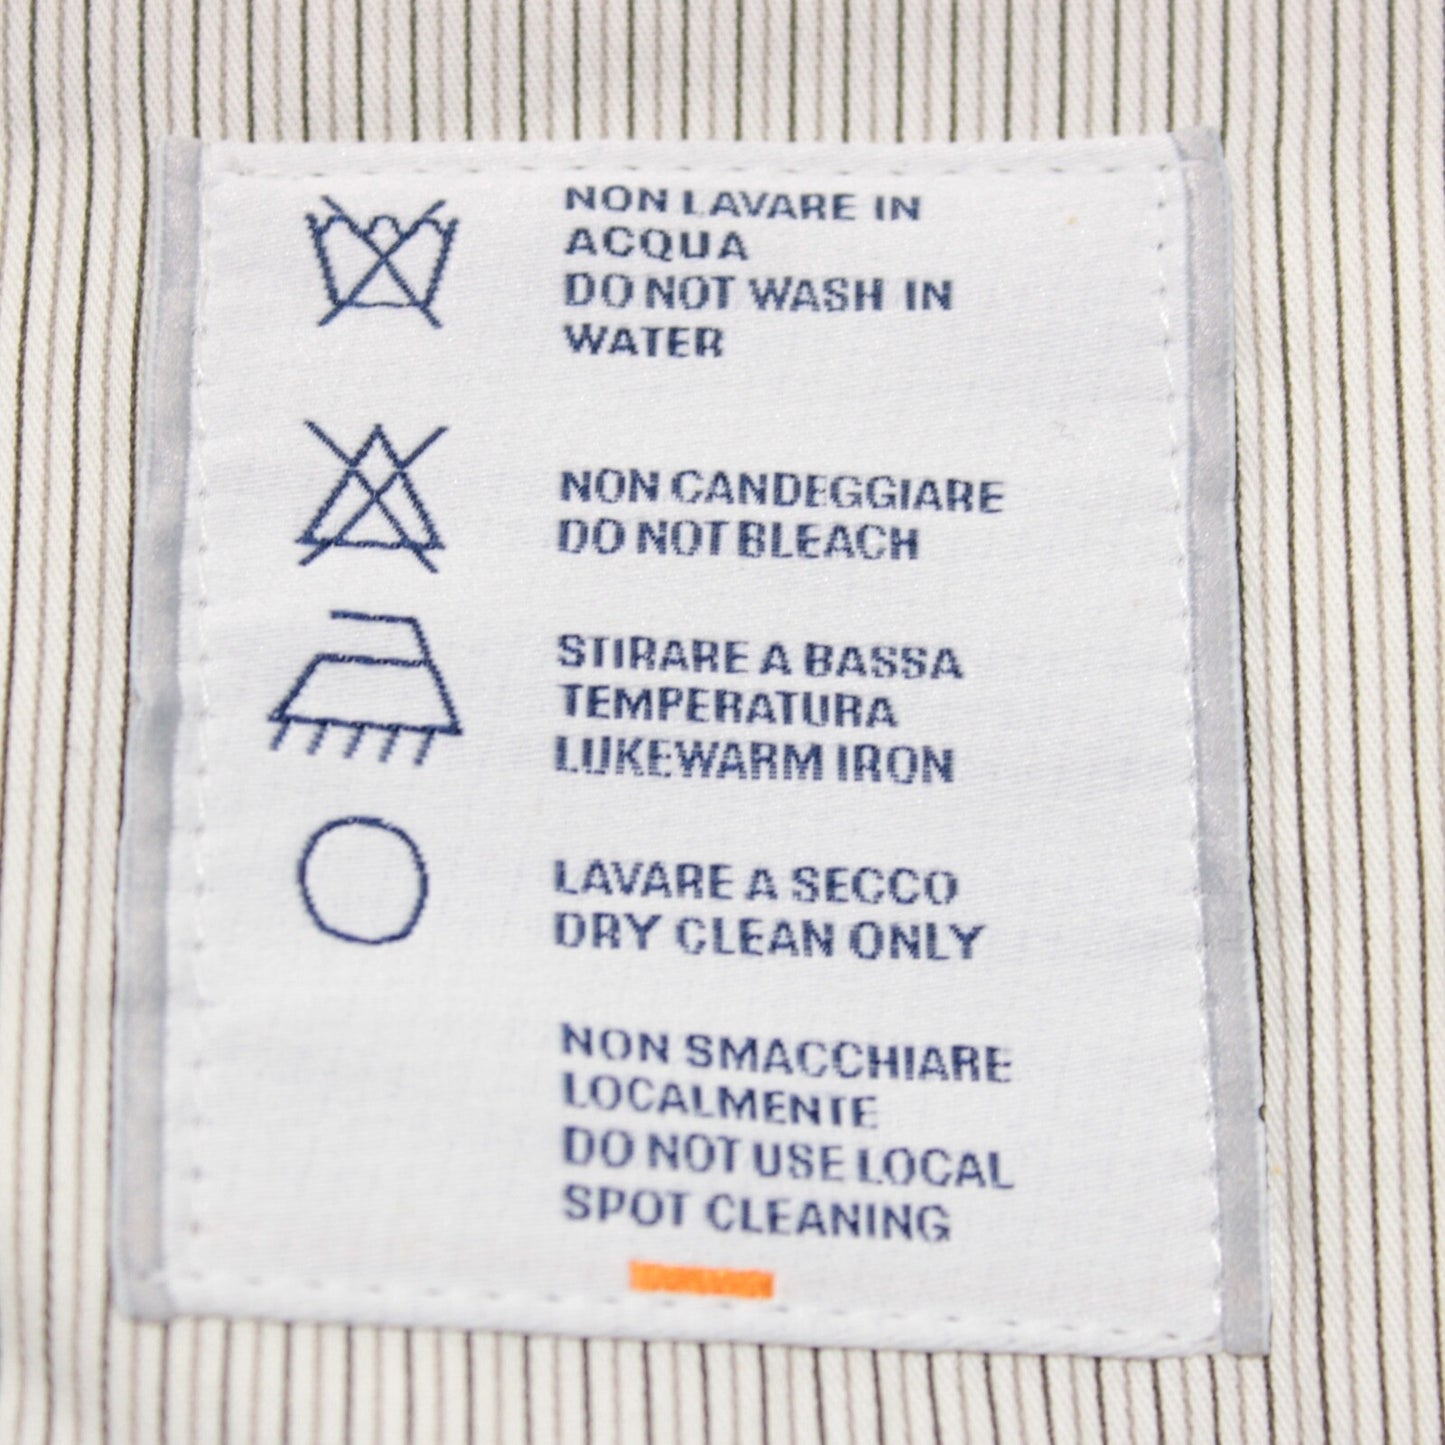 NON LAVARE IN
ACQUA
DO NOT WASH IN
WATER
NON CANDEGGIARE
DO NOT BLEACH
STIRARE A BASSA
TEMPERATURA
LUKEWARM IRON
LAVARE A SECCO
DRY CLEAN ONLY
NON SMACCHIARE
LOCALMENTE
DO NOT USE LOCAL
SPOT CLEANING